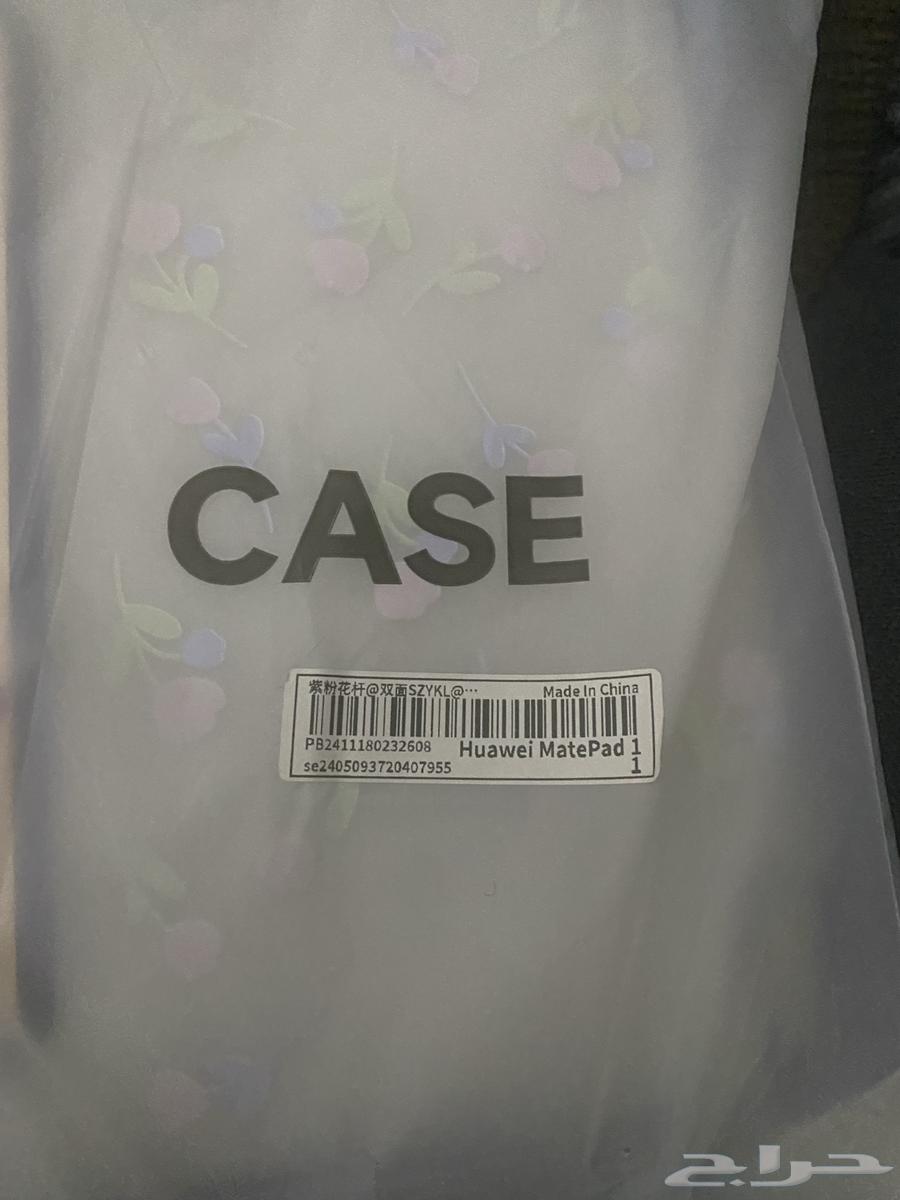 CASE
紫粉花杆@双面SZYKL@… Made In China
PB2411180232608 Huawei MatePad 1
se2405093720407955 1
حراج